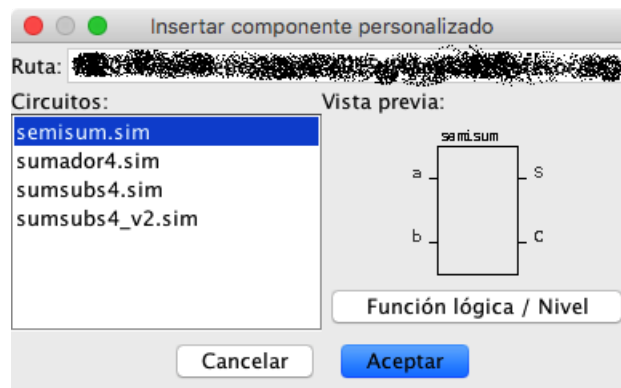 Insertar componente personalizado
Ruta:
Circuitos:
Vista previa:
semisum.sim
sumador4.sim
sumsubs4.sim
sumsubs4_v2.sim
semisum
a
S
b
C
Función lógica / Nivel
Cancelar
Aceptar